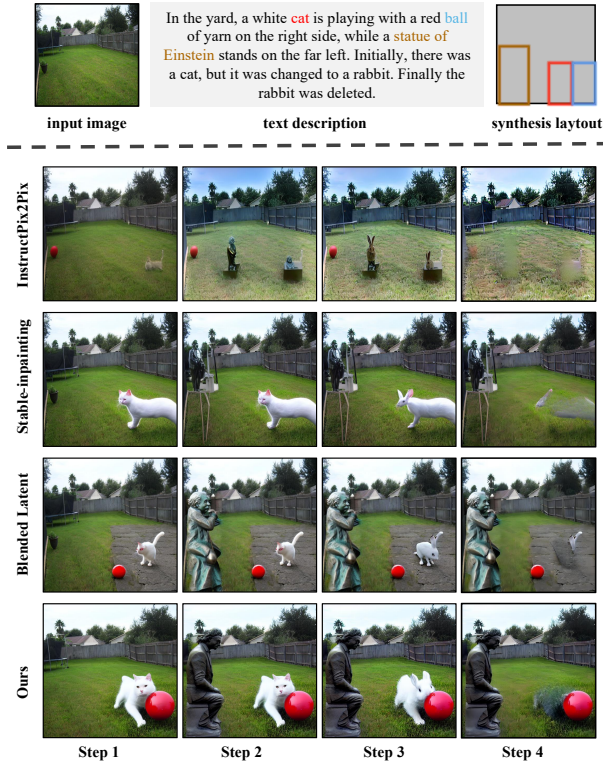 In the yard, a white cat is playing with a red ball
of yarn on the right side, while a statue of
Einstein stands on the far left. Initially, there was
a cat, but it was changed to a rabbit. Finally the
rabbit was deleted.
input image
text description
synthesis laytout
InstructPix2Pix
Stable-inpainting
Blended Latent
Ours
Step 1
Step 2
Step 3
Step 4